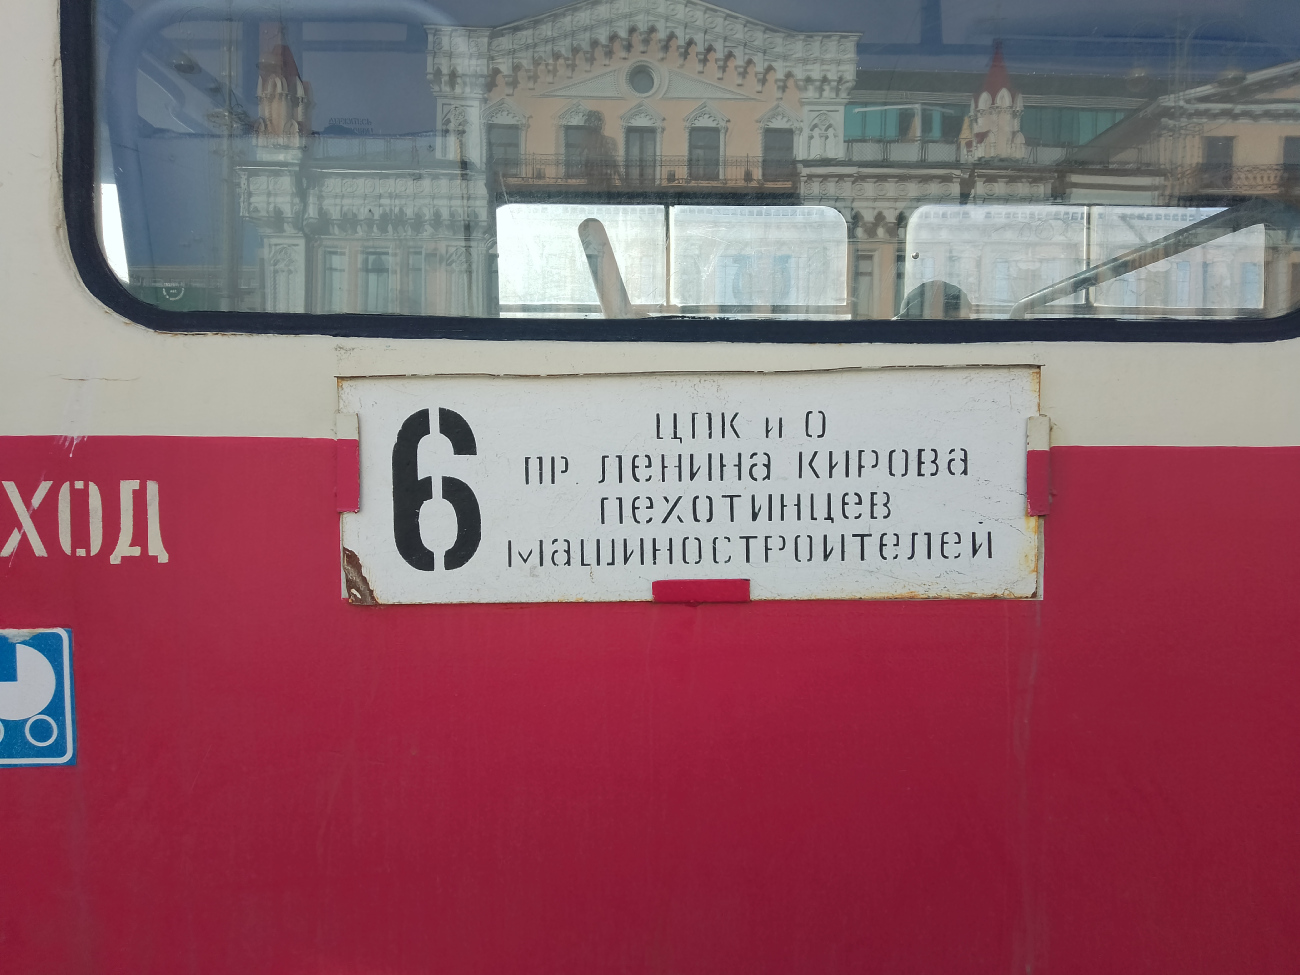 6
ЦПК и О
ПР. ЛЕНИНА КИРОВА
ПЕХОТИНЦЕВ
МАШИНОСТРОИТЕЛЕЙ
ХОД